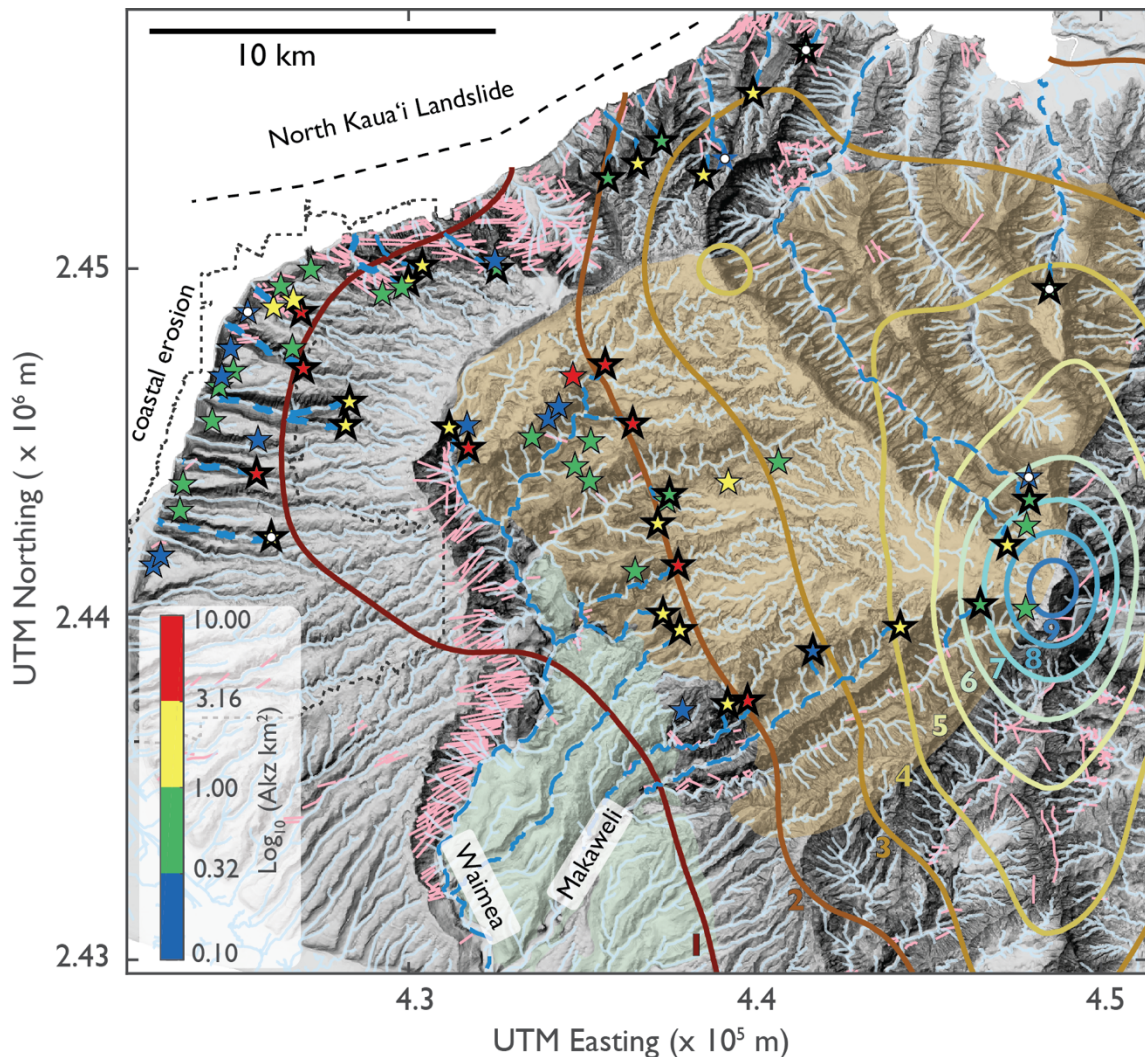 10 km
North Kaua'i Landslide
2.45
coastal erosion
UTM Northing ( x 10⁶ m)
2.44
10.00
3.16
1.00
0.32
0.10
Log₁₀ (Akz km²)
9
8
7
6
5
4
3
2
1
Waimea
Makaweli
2.43
4.3
4.4
4.5
UTM Easting (x 10⁵ m)